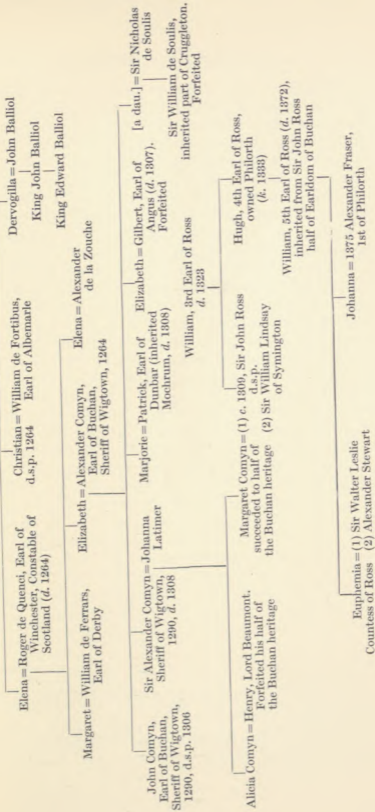 Elena = Roger de Quenci, Earl of
Winchester, Constable of
Scotland (d. 1264)
Christian = William de Fortibus,
d.s.p. 1264 Earl of Albemarle
Dervogilla = John Balliol
King John Balliol
King Edward Balliol
Margaret = William de Ferrars,
Earl of Derby
Elizabeth = Alexander Comyn,
Earl of Buchan,
Sheriff of Wigtown, 1264
Elena = Alexander
de la Zouche
John Comyn,
Earl of Buchan,
Sheriff of Wigtown,
1290, d.s.p. 1306
Sir Alexander Comyn = Johanna
Sheriff of Wigtown, Latimer
1290, d. 1308
Marjorie = Patrick, Earl of
Dunbar (inherited
Mochrum, d. 1308)
Elizabeth = Gilbert, Earl of
Angus (d. 1307),
Forfeited
[a dau.] = Sir Nicholas
de Soulis
Sir William de Soulis,
inherited part of Cruggleton.
Forfeited
William, 3rd Earl of Ross
d. 1323
Alicia Comyn = Henry, Lord Beaumont.
Forfeited his half of
the Buchan heritage
Margaret Comyn = (1) c. 1309, Sir John Ross
succeeded to half of d.s.p.
the Buchan heritage (2) Sir William Lindsay
of Symington
Hugh, 4th Earl of Ross,
owned Philorth
(k. 1333)
William, 5th Earl of Ross (d. 1372),
inherited from Sir John Ross
half of Earldom of Buchan
Euphemia = (1) Sir Walter Leslie
Countess of Ross (2) Alexander Stewart
Johanna = 1375 Alexander Fraser,
1st of Philorth